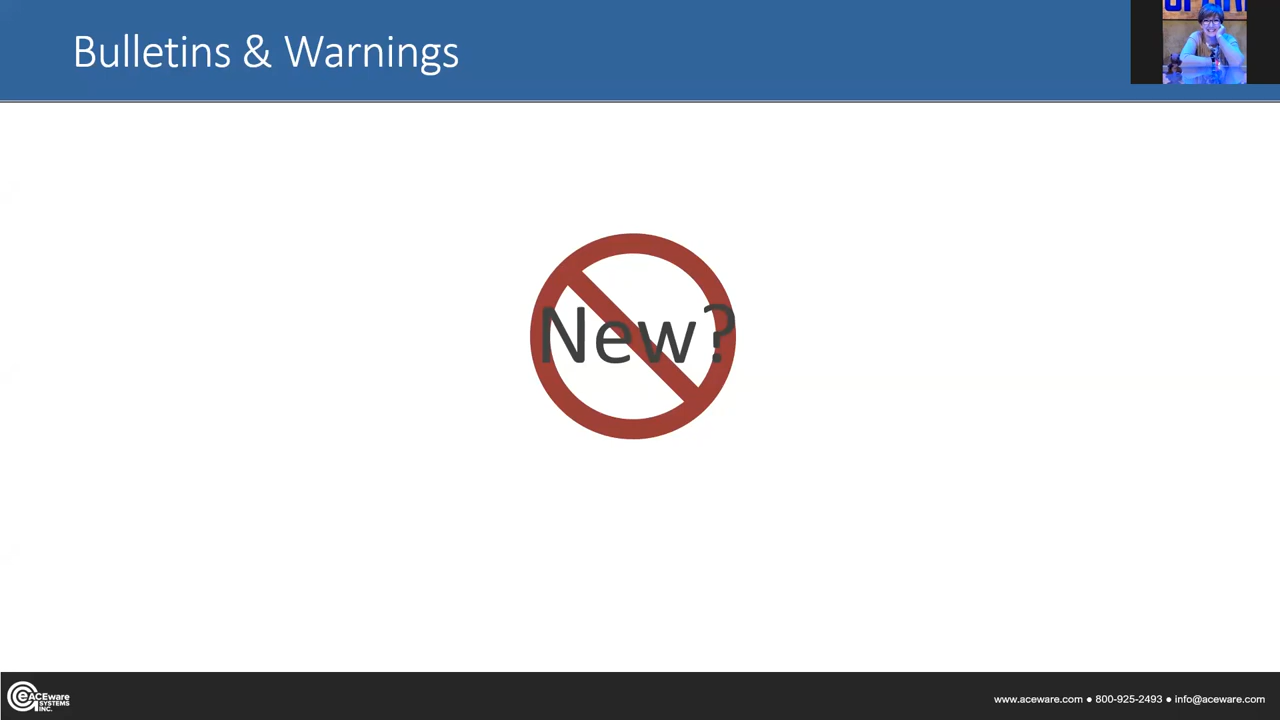 Bulletins & Warnings
New?
ACEware
SYSTEMS
INC.
www.aceware.com ● 800-925-2493 ● info@aceware.com